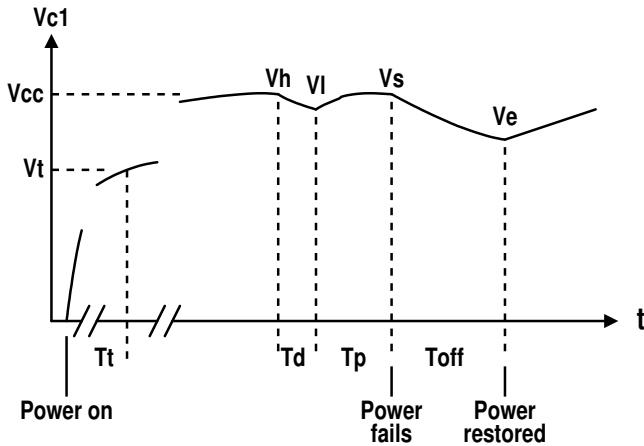 Vc1
Vcc
Vh
Vl
Vs
Ve
Vt
t
Tt
Td
Tp
Toff
Power on
Power
fails
Power
restored